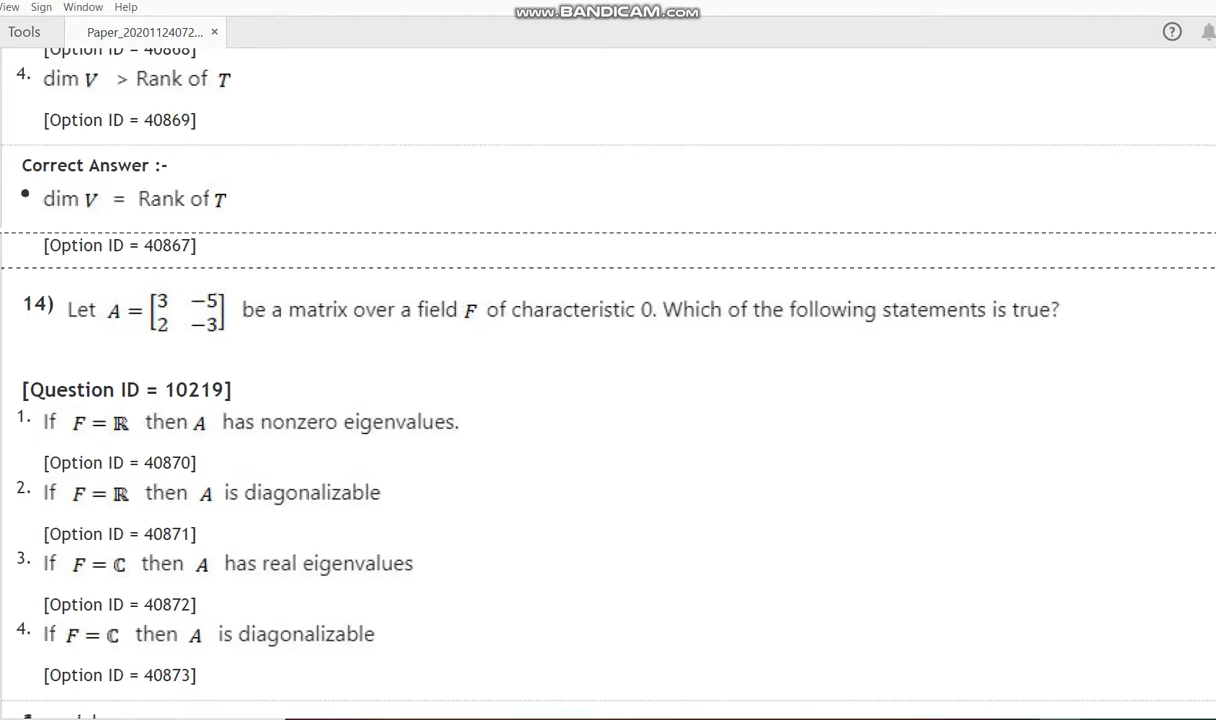 View Sign Window Help
www.BANDICAM.com
Tools Paper_20201124072... ×
[Option ID = 40868]
4. dim V > Rank of T
[Option ID = 40869]
Correct Answer :-
• dim V = Rank of T
[Option ID = 40867]
14) Let A = [3 −5 2 −3] be a matrix over a field F of characteristic 0. Which of the following statements is true?
[Question ID = 10219]
1. If F = ℝ then A has nonzero eigenvalues.
[Option ID = 40870]
2. If F = ℝ then A is diagonalizable
[Option ID = 40871]
3. If F = ℂ then A has real eigenvalues
[Option ID = 40872]
4. If F = ℂ then A is diagonalizable
[Option ID = 40873]